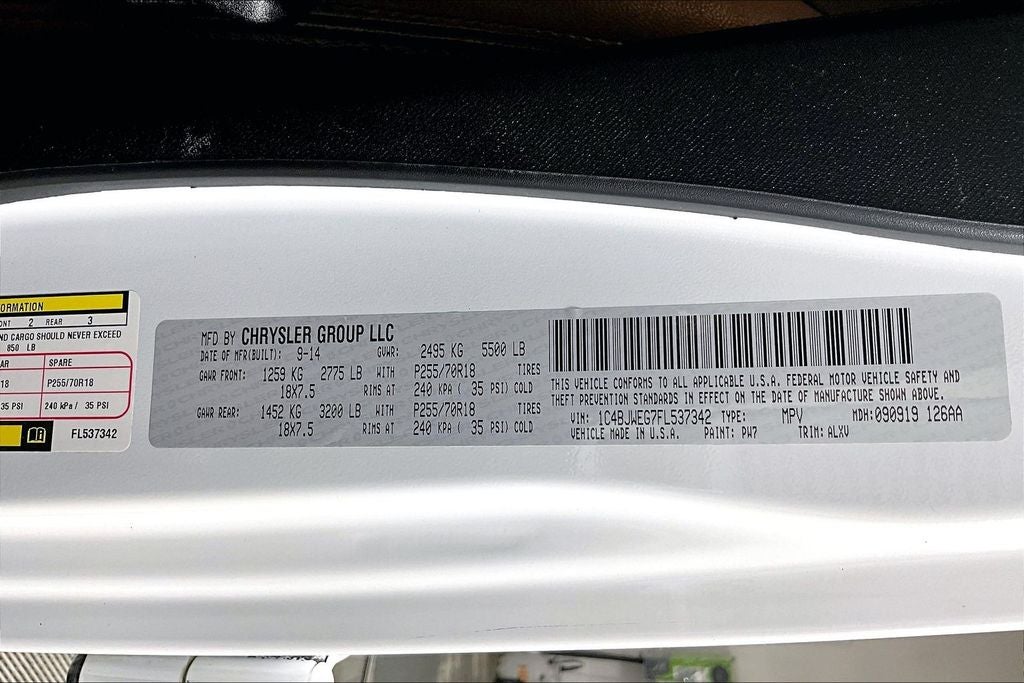 ORMATION
ONT 2 REAR 3
ND CARGO SHOULD NEVER EXCEED
850 LB
AR SPARE
18 P255/70R18
35 PSI 240 kPa / 35 PSI
FL537342
MFD BY CHRYSLER GROUP LLC
DATE OF MFR(BUILT): 9-14 GVWR: 2495 KG 5500 LB
GAWR FRONT: 1259 KG 2775 LB WITH P255/70R18 TIRES
18X7.5 RIMS AT 240 KPA ( 35 PSI) COLD
GAWR REAR: 1452 KG 3200 LB WITH P255/70R18 TIRES
18X7.5 RIMS AT 240 KPA ( 35 PSI) COLD
THIS VEHICLE CONFORMS TO ALL APPLICABLE U.S.A. FEDERAL MOTOR VEHICLE SAFETY AND
THEFT PREVENTION STANDARDS IN EFFECT ON THE DATE OF MANUFACTURE SHOWN ABOVE.
VIN: 1C4BJWEG7FL537342 TYPE: MPV MDH:090919 126AA
VEHICLE MADE IN U.S.A. PAINT: PW7 TRIM: ALXV